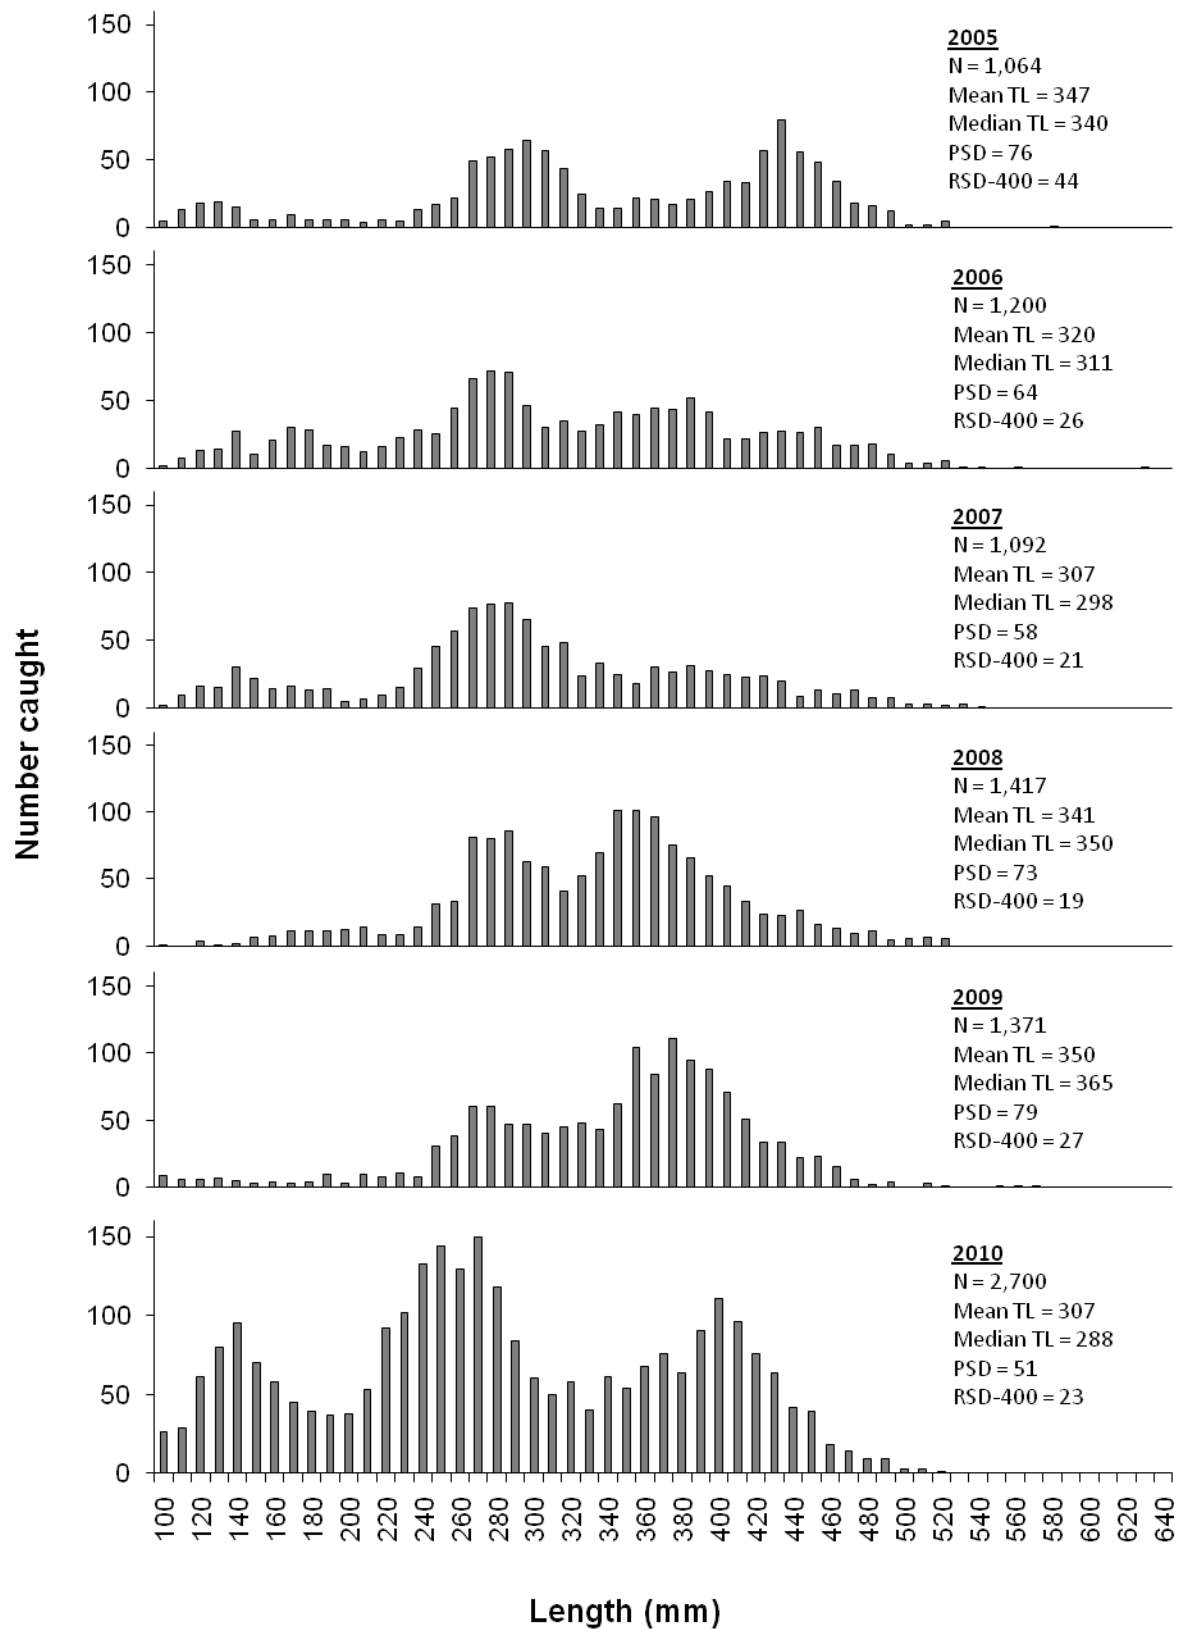 150
100
50
0
2005
N = 1,064
Mean TL = 347
Median TL = 340
PSD = 76
RSD-400 = 44
150
100
50
0
2006
N = 1,200
Mean TL = 320
Median TL = 311
PSD = 64
RSD-400 = 26
150
100
50
0
2007
N = 1,092
Mean TL = 307
Median TL = 298
PSD = 58
RSD-400 = 21
Number caught
150
100
50
0
2008
N = 1,417
Mean TL = 341
Median TL = 350
PSD = 73
RSD-400 = 19
150
100
50
0
2009
N = 1,371
Mean TL = 350
Median TL = 365
PSD = 79
RSD-400 = 27
150
100
50
0
2010
N = 2,700
Mean TL = 307
Median TL = 288
PSD = 51
RSD-400 = 23
100 120 140 160 180 200 220 240 260 280 300 320 340 360 380 400 420 440 460 480 500 520 540 560 580 600 620 640
Length (mm)